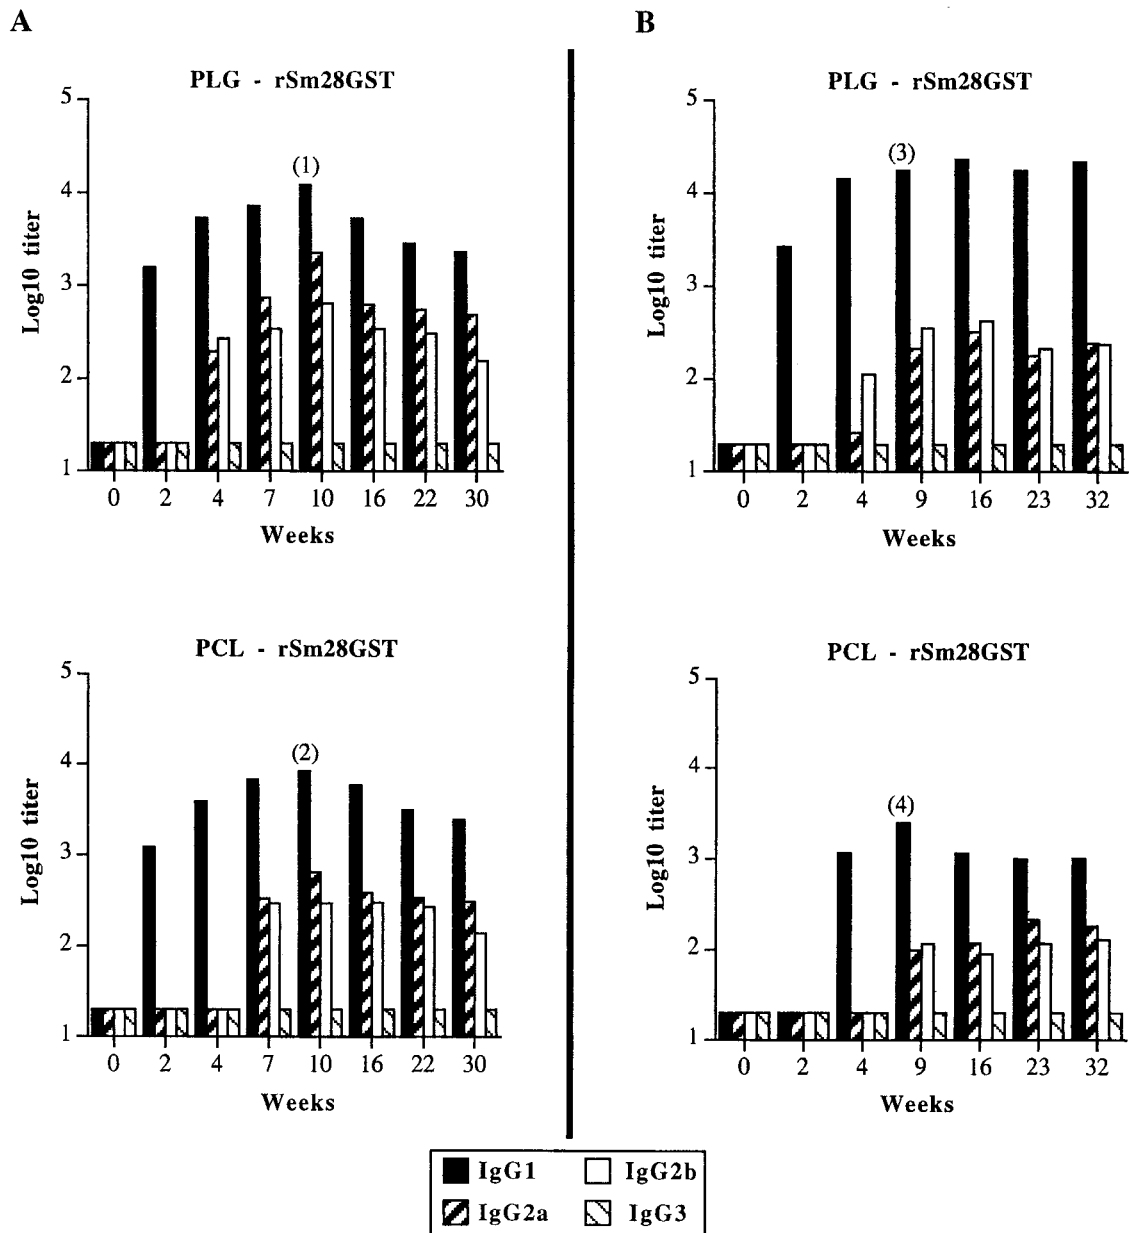 A
B
PLG - rSm28GST
5
4
3
2
1
Log10 titer
(1)
0 2 4 7 10 16 22 30
Weeks
PLG - rSm28GST
5
4
3
2
1
Log10 titer
(3)
0 2 4 9 16 23 32
Weeks
PCL - rSm28GST
5
4
3
2
1
Log10 titer
(2)
0 2 4 7 10 16 22 30
Weeks
PCL - rSm28GST
5
4
3
2
1
Log10 titer
(4)
0 2 4 9 16 23 32
Weeks
IgG1 IgG2b
IgG2a IgG3